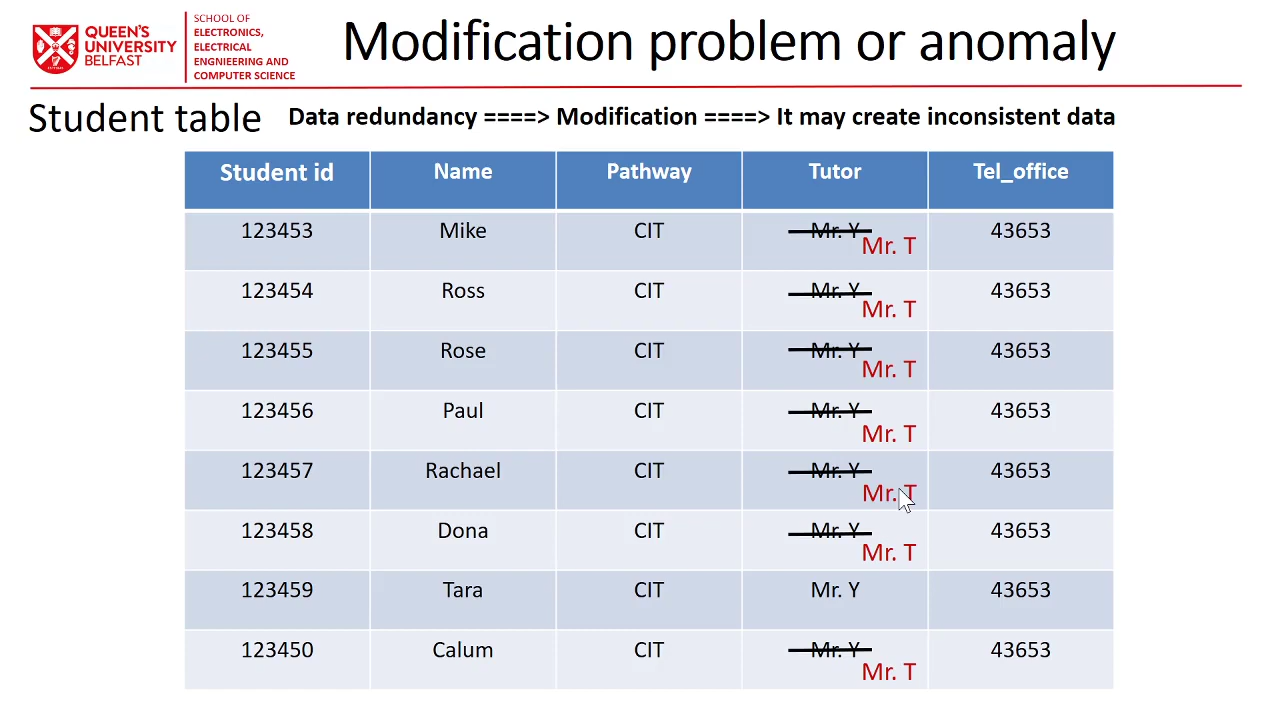 QUEEN'S
UNIVERSITY
BELFAST
SCHOOL OF
ELECTRONICS,
ELECTRICAL
ENGNIEERING AND
COMPUTER SCIENCE
Modification problem or anomaly
Student table
Data redundancy ====> Modification ====> It may create inconsistent data
Student id Name Pathway Tutor Tel_office
123453 Mike CIT Mr. Y Mr. T 43653
123454 Ross CIT Mr. Y Mr. T 43653
123455 Rose CIT Mr. Y Mr. T 43653
123456 Paul CIT Mr. Y Mr. T 43653
123457 Rachael CIT Mr. Y Mr. T 43653
123458 Dona CIT Mr. Y Mr. T 43653
123459 Tara CIT Mr. Y 43653
123450 Calum CIT Mr. Y Mr. T 43653